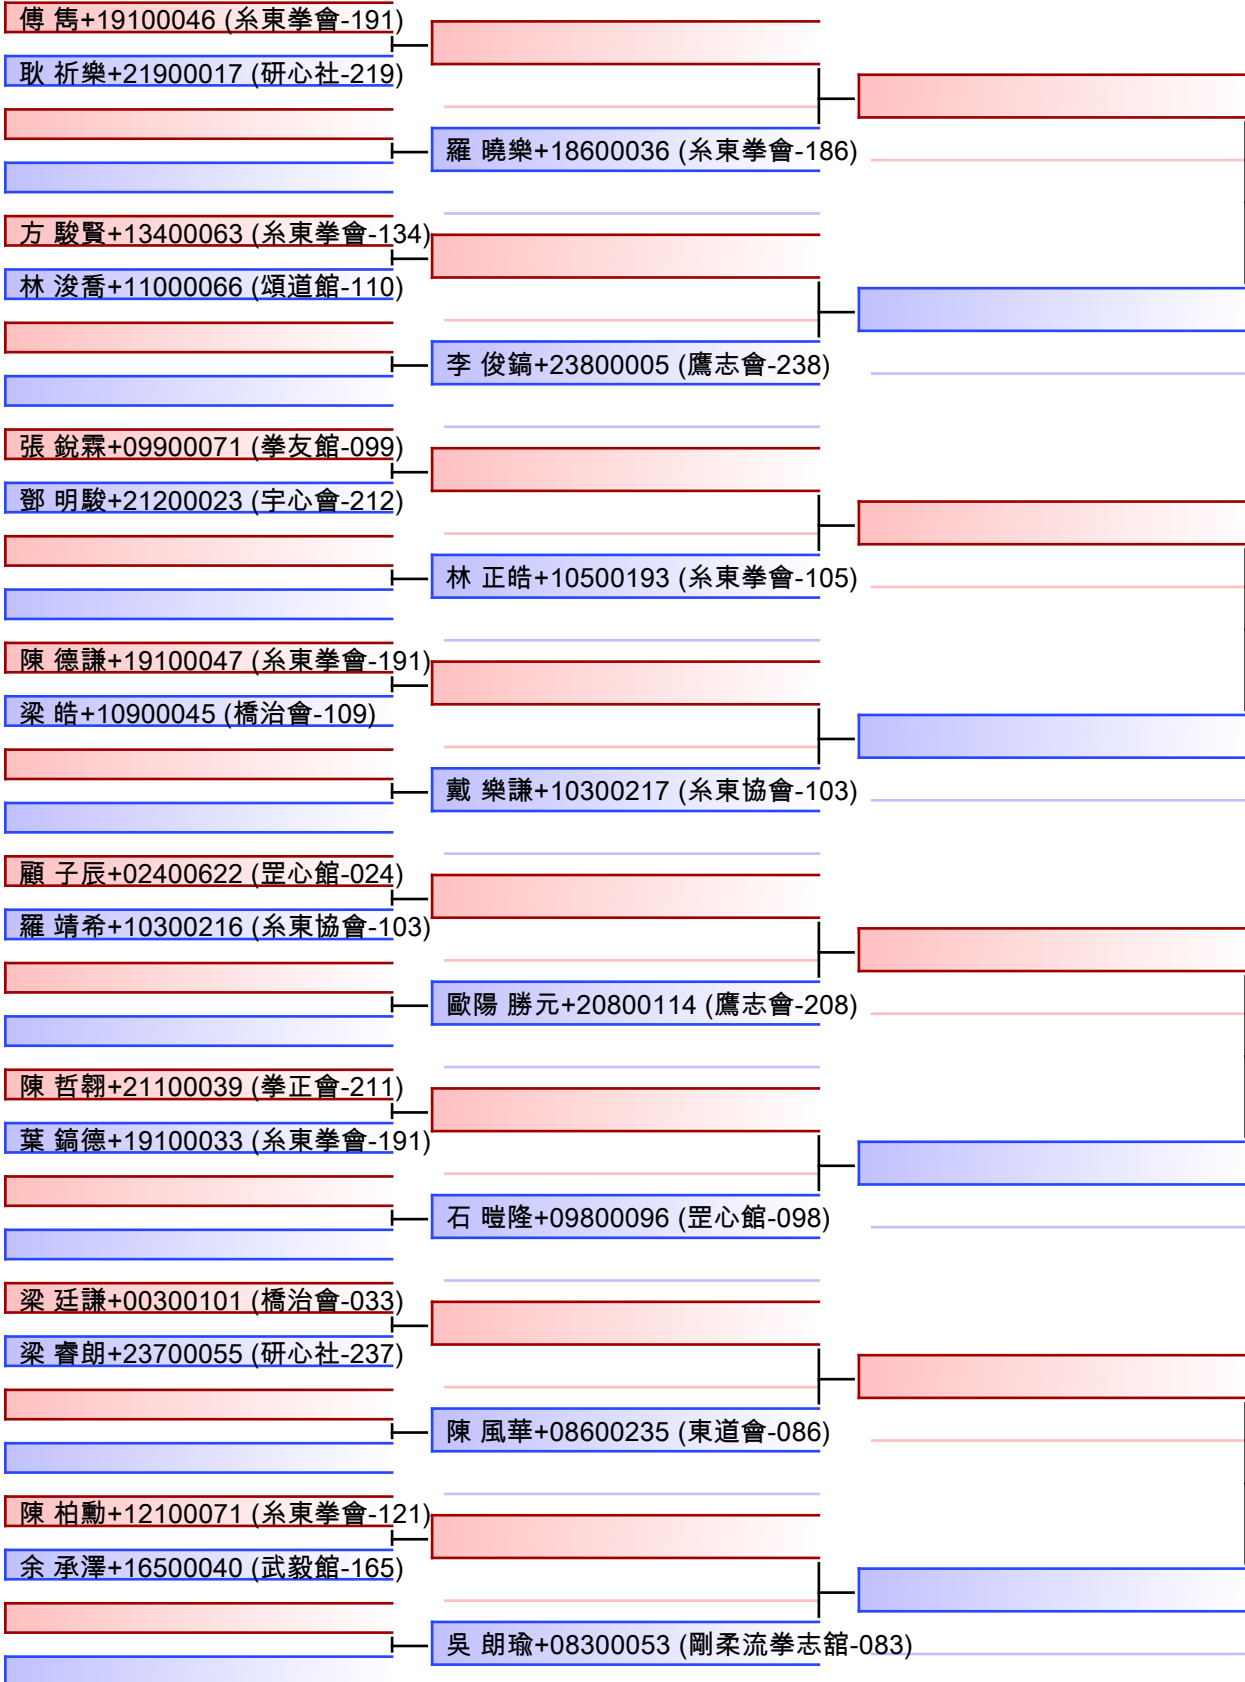 傅 雋+19100046 (糸東拳會-191)
耿 祈樂+21900017 (研心社-219)
羅 曉樂+18600036 (糸東拳會-186)
方 駿賢+13400063 (糸東拳會-134)
林 浚喬+11000066 (頌道館-110)
李 俊鎬+23800005 (鷹志會-238)
張 銳霖+09900071 (拳友館-099)
鄧 明駿+21200023 (宇心會-212)
林 正皓+10500193 (糸東拳會-105)
陳 德謙+19100047 (糸東拳會-191)
梁 皓+10900045 (橋治會-109)
戴 樂謙+10300217 (糸東協會-103)
顧 子辰+02400622 (罡心館-024)
羅 靖希+10300216 (糸東協會-103)
歐陽 勝元+20800114 (鷹志會-208)
陳 哲翱+21100039 (拳正會-211)
葉 鎬德+19100033 (糸東拳會-191)
石 暟隆+09800096 (罡心館-098)
梁 廷謙+00300101 (橋治會-033)
梁 睿朗+23700055 (研心社-237)
陳 風華+08600235 (東道會-086)
陳 柏勳+12100071 (糸東拳會-121)
余 承澤+16500040 (武毅館-165)
吳 朗瑜+08300053 (剛柔流拳志舘-083)